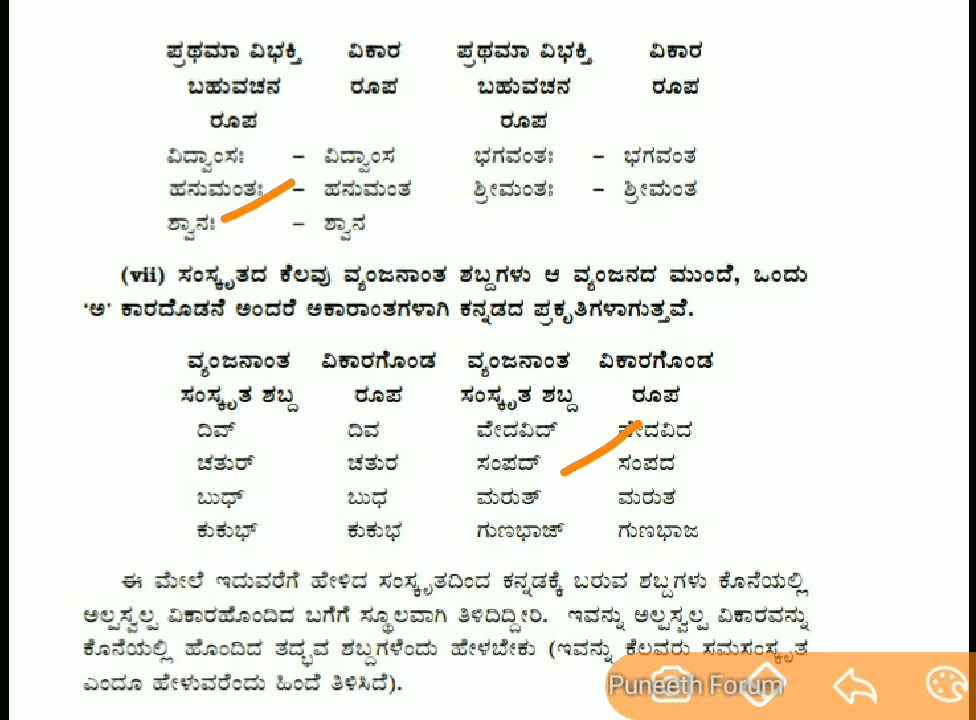 ಪ್ರಥಮಾ ವಿಭಕ್ತಿ ವಿಕಾರ ಪ್ರಥಮಾ ವಿಭಕ್ತಿ ವಿಕಾರ
ಬಹುವಚನ ರೂಪ ಬಹುವಚನ ರೂಪ
ರೂಪ ರೂಪ
ವಿದ್ವಾಂಸಃ – ವಿದ್ವಾಂಸ ಭಗವಂತಃ – ಭಗವಂತ
ಹನುಮಂತಃ – ಹನುಮಂತ ಶ್ರೀಮಂತಃ – ಶ್ರೀಮಂತ
ಶ್ವಾನಃ – ಶ್ವಾನ
(vii) ಸಂಸ್ಕೃತದ ಕೆಲವು ವ್ಯಂಜನಾಂತ ಶಬ್ದಗಳು ಆ ವ್ಯಂಜನದ ಮುಂದೆ, ಒಂದು
‘ಅ’ ಕಾರದೊಡನೆ ಅಂದರೆ ಅಕಾರಾಂತಗಳಾಗಿ ಕನ್ನಡದ ಪ್ರಕೃತಿಗಳಾಗುತ್ತವೆ.
ವ್ಯಂಜನಾಂತ ವಿಕಾರಗೊಂಡ ವ್ಯಂಜನಾಂತ ವಿಕಾರಗೊಂಡ
ಸಂಸ್ಕೃತ ಶಬ್ದ ರೂಪ ಸಂಸ್ಕೃತ ಶಬ್ದ ರೂಪ
ದಿವ್ ದಿವ ವೇದವಿದ್ ವೇದವಿದ
ಚತುರ್ ಚತುರ ಸಂಪದ್ ಸಂಪದ
ಬುಧ್ ಬುಧ ಮರುತ್ ಮರುತ
ಕುಕುಭ್ ಕುಕುಭ ಗುಣಭಾಜ್ ಗುಣಭಾಜ
ಈ ಮೇಲೆ ಇದುವರೆಗೆ ಹೇಳಿದ ಸಂಸ್ಕೃತದಿಂದ ಕನ್ನಡಕ್ಕೆ ಬರುವ ಶಬ್ದಗಳು ಕೊನೆಯಲ್ಲಿ
ಅಲ್ಪಸ್ವಲ್ಪ ವಿಕಾರಹೊಂದಿದ ಬಗೆಗೆ ಸ್ಥೂಲವಾಗಿ ತಿಳಿದಿದ್ದೀರಿ. ಇವನ್ನು ಅಲ್ಪಸ್ವಲ್ಪ ವಿಕಾರವನ್ನು
ಕೊನೆಯಲ್ಲಿ ಹೊಂದಿದ ತದ್ಭವ ಶಬ್ದಗಳೆಂದು ಹೇಳಬೇಕು (ಇವನ್ನು ಕೆಲವರು ಸಮಸಂಸ್ಕೃತ
ಎಂದೂ ಹೇಳುವರೆಂದು ಹಿಂದೆ ತಿಳಿಸಿದೆ).
Puneeth Forum